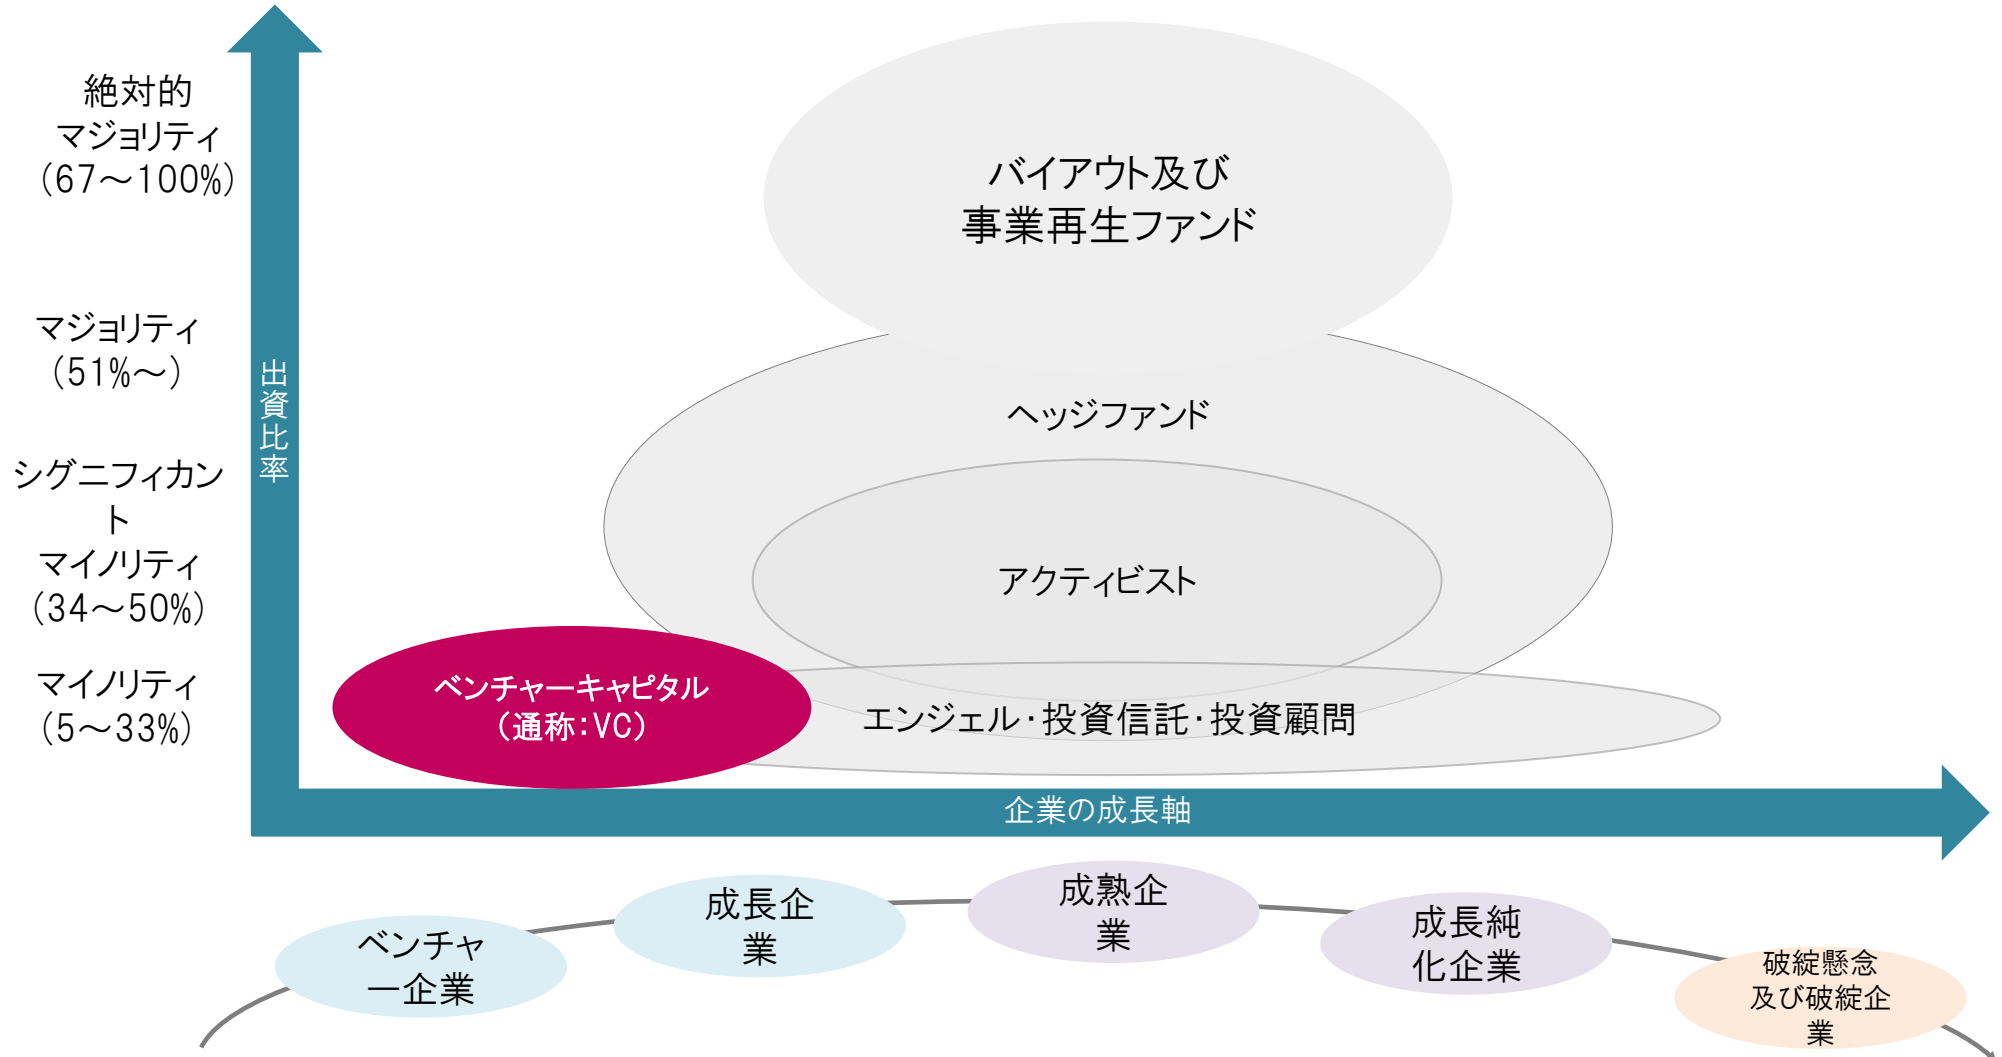 絶対的
マジョリティ
（67～100%）
マジョリティ
（51%～）
シグニフィカン
ト
マイノリティ
（34～50%）
マイノリティ
（5～33%）
出資比率
バイアウト及び
事業再生ファンド
ヘッジファンド
アクティビスト
ベンチャーキャピタル
（通称：VC）
エンジェル・投資信託・投資顧問
企業の成長軸
ベンチャ
ー企業
成長企
業
成熟企
業
成長純
化企業
破綻懸念
及び破綻企
業